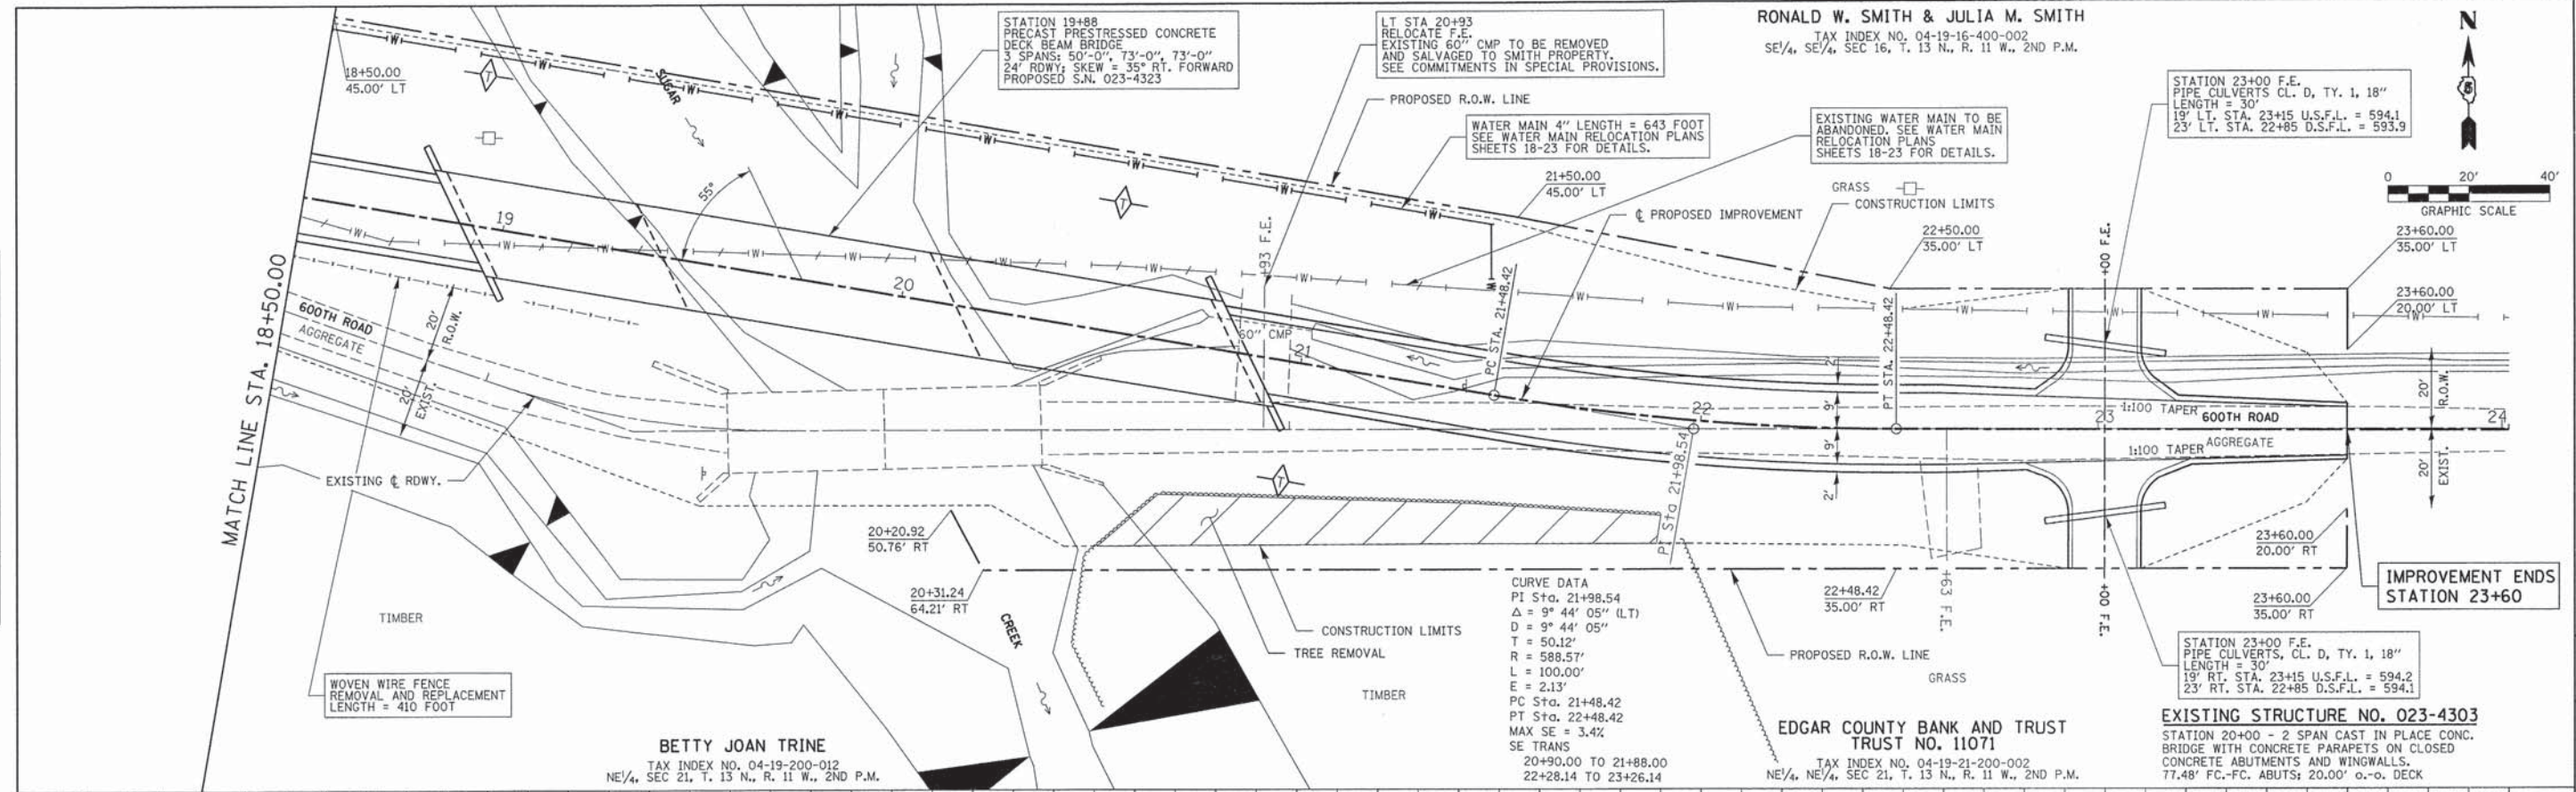 STATION 19+88
PRECAST PRESTRESSED CONCRETE
DECK BEAM BRIDGE
3 SPANS: 50'-0", 73'-0", 73'-0"
24' RDWY; SKEW = 35° RT. FORWARD
PROPOSED S.N. 023-4323
LT STA 20+93
RELOCATE F.E.
EXISTING 60" CMP TO BE REMOVED
AND SALVAGED TO SMITH PROPERTY.
SEE COMMITMENTS IN SPECIAL PROVISIONS.
RONALD W. SMITH & JULIA M. SMITH
TAX INDEX NO. 04-19-16-400-002
SE¼, SE¼, SEC 16, T. 13 N., R. 11 W., 2ND P.M.
N
5
STATION 23+00 F.E.
PIPE CULVERTS CL. D, TY. 1, 18"
LENGTH = 30'
19' LT. STA. 23+15 U.S.F.L. = 594.1
23' LT. STA. 22+85 D.S.F.L. = 593.9
0 20' 40'
GRAPHIC SCALE
18+50.00
45.00' LT
SUGAR
PROPOSED R.O.W. LINE
WATER MAIN 4" LENGTH = 643 FOOT
SEE WATER MAIN RELOCATION PLANS
SHEETS 18-23 FOR DETAILS.
EXISTING WATER MAIN TO BE
ABANDONED. SEE WATER MAIN
RELOCATION PLANS
SHEETS 18-23 FOR DETAILS.
21+50.00
45.00' LT
GRASS
CONSTRUCTION LIMITS
℄ PROPOSED IMPROVEMENT
22+50.00
35.00' LT
23+60.00
35.00' LT
23+60.00
20.00' LT
55°
19
20
21
22
23
24
+93 F.E.
+00 F.E.
60" CMP
PC STA. 21+48.42
PT STA. 22+48.42
PI Sta 21+98.54
MATCH LINE STA. 18+50.00
600TH ROAD
AGGREGATE
20'
R.O.W.
20'
EXIST.
EXISTING ℄ RDWY.
2'
9'
9'
2'
1:100 TAPER
600TH ROAD
1:100 TAPER
AGGREGATE
20'
R.O.W.
20'
EXIST.
20+20.92
50.76' RT
20+31.24
64.21' RT
CREEK
TIMBER
CONSTRUCTION LIMITS
TREE REMOVAL
TIMBER
CURVE DATA
PI Sta. 21+98.54
Δ = 9° 44' 05" (LT)
D = 9° 44' 05"
T = 50.12'
R = 588.57'
L = 100.00'
E = 2.13'
PC Sta. 21+48.42
PT Sta. 22+48.42
MAX SE = 3.4%
SE TRANS
20+90.00 TO 21+88.00
22+28.14 TO 23+26.14
22+48.42
35.00' RT
+63 F.E.
+00 F.E.
PROPOSED R.O.W. LINE
GRASS
23+60.00
20.00' RT
23+60.00
35.00' RT
IMPROVEMENT ENDS
STATION 23+60
STATION 23+00 F.E.
PIPE CULVERTS, CL. D, TY. 1, 18"
LENGTH = 30'
19' RT. STA. 23+15 U.S.F.L. = 594.2
23' RT. STA. 22+85 D.S.F.L. = 594.1
WOVEN WIRE FENCE
REMOVAL AND REPLACEMENT
LENGTH = 410 FOOT
BETTY JOAN TRINE
TAX INDEX NO. 04-19-200-012
NE¼, SEC 21, T. 13 N., R. 11 W., 2ND P.M.
EDGAR COUNTY BANK AND TRUST
TRUST NO. 11071
TAX INDEX NO. 04-19-21-200-002
NE¼, NE¼, SEC 21, T. 13 N., R. 11 W., 2ND P.M.
EXISTING STRUCTURE NO. 023-4303
STATION 20+00 - 2 SPAN CAST IN PLACE CONC.
BRIDGE WITH CONCRETE PARAPETS ON CLOSED
CONCRETE ABUTMENTS AND WINGWALLS.
77.48' FC.-FC. ABUTS; 20.00' o.-o. DECK